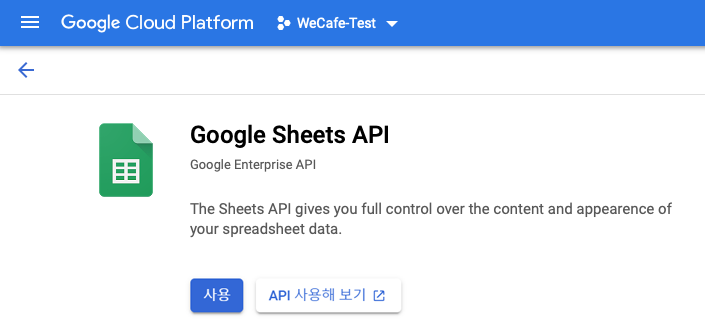 Google Cloud Platform WeCafe-Test
Google Sheets API
Google Enterprise API
The Sheets API gives you full control over the content and appearence of
your spreadsheet data.
사용 API 사용해 보기